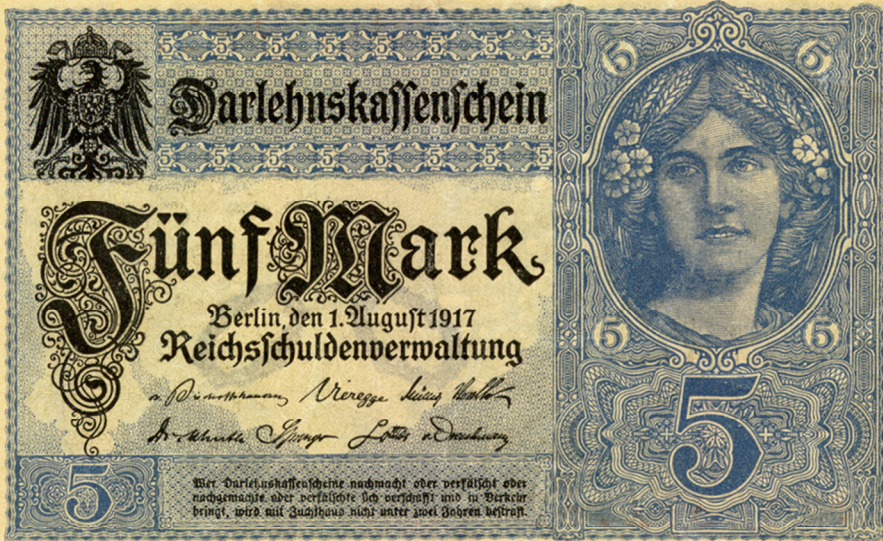 5 5
Darlehnskassenschein
Fünf Mark
Berlin, den 1. August 1917
Reichsschuldenverwaltung
Vieregge
5 5
5
5
Wer Darlehnskassenscheine nachmacht oder verfälscht oder
nachgemachte oder verfälschte sich verschafft und in Verkehr
bringt, wird mit Zuchthaus nicht unter zwei Jahren bestraft.